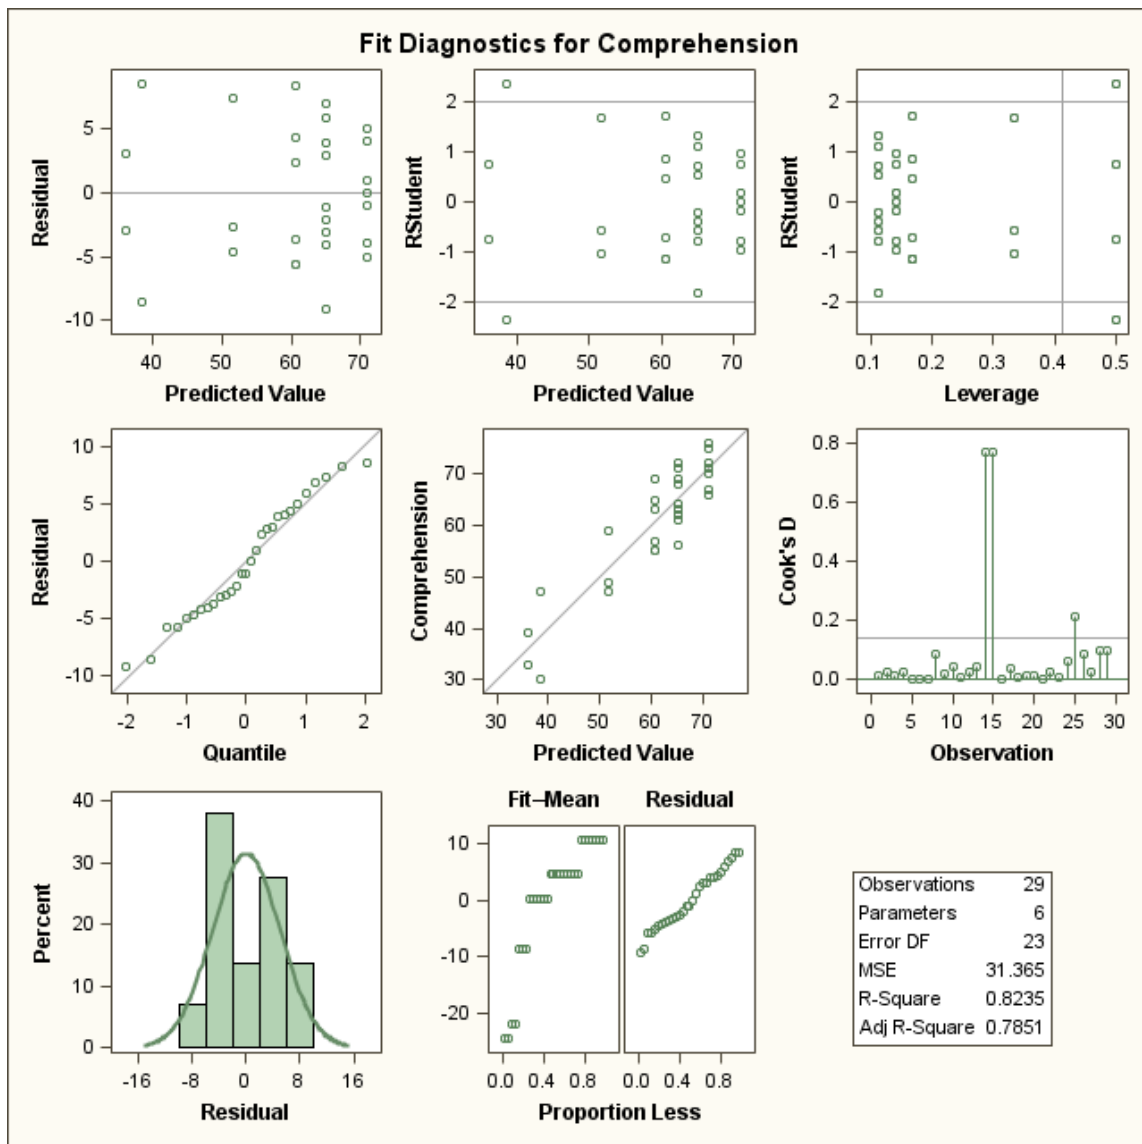 Fit Diagnostics for Comprehension
Residual
5
0
-5
-10
40 50 60 70
Predicted Value
RStudent
2
1
0
-1
-2
40 50 60 70
Predicted Value
RStudent
2
1
0
-1
-2
0.1 0.2 0.3 0.4 0.5
Leverage
Residual
10
5
0
-5
-10
-2 -1 0 1 2
Quantile
Comprehension
70
60
50
40
30
30 40 50 60 70
Predicted Value
Cook's D
0.8
0.6
0.4
0.2
0.0
0 5 10 15 20 25 30
Observation
Percent
40
30
20
10
0
-16 -8 0 8 16
Residual
Fit–Mean Residual
10
0
-10
-20
0.0 0.4 0.8 0.0 0.4 0.8
Proportion Less
Observations 29
Parameters 6
Error DF 23
MSE 31.365
R-Square 0.8235
Adj R-Square 0.7851